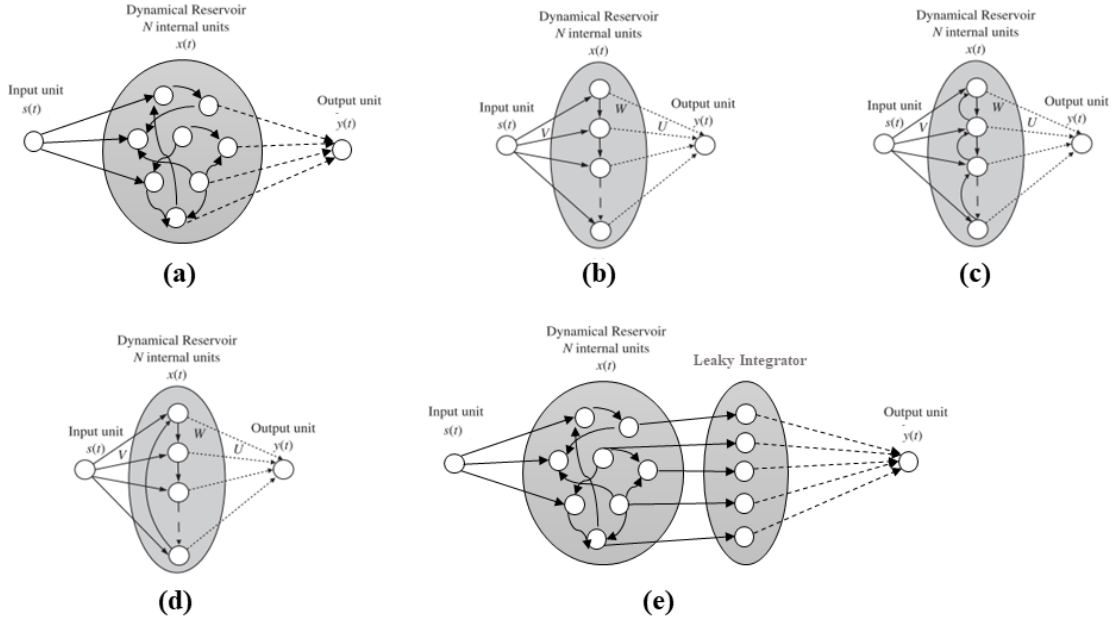 Dynamical Reservoir
N internal units
x(t)
Input unit
s(t)
Output unit
y(t)
(a)
Dynamical Reservoir
N internal units
x(t)
Input unit
s(t)
V
W
U
Output unit
y(t)
(b)
Dynamical Reservoir
N internal units
x(t)
Input unit
s(t)
V
W
U
Output unit
y(t)
(c)
Dynamical Reservoir
N internal units
x(t)
Input unit
s(t)
V
W
U
Output unit
y(t)
(d)
Dynamical Reservoir
N internal units
x(t)
Leaky Integrator
Input unit
s(t)
Output unit
y(t)
(e)